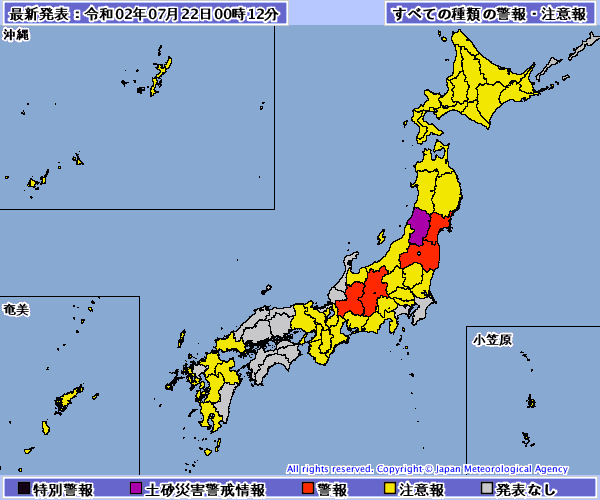 最新発表：令和02年07月22日00時12分
すべての種類の警報・注意報
沖縄
奄美
小笠原
All rights reserved. Copyright © Japan Meteorological Agency
特別警報 土砂災害警戒情報 警報 注意報 発表なし